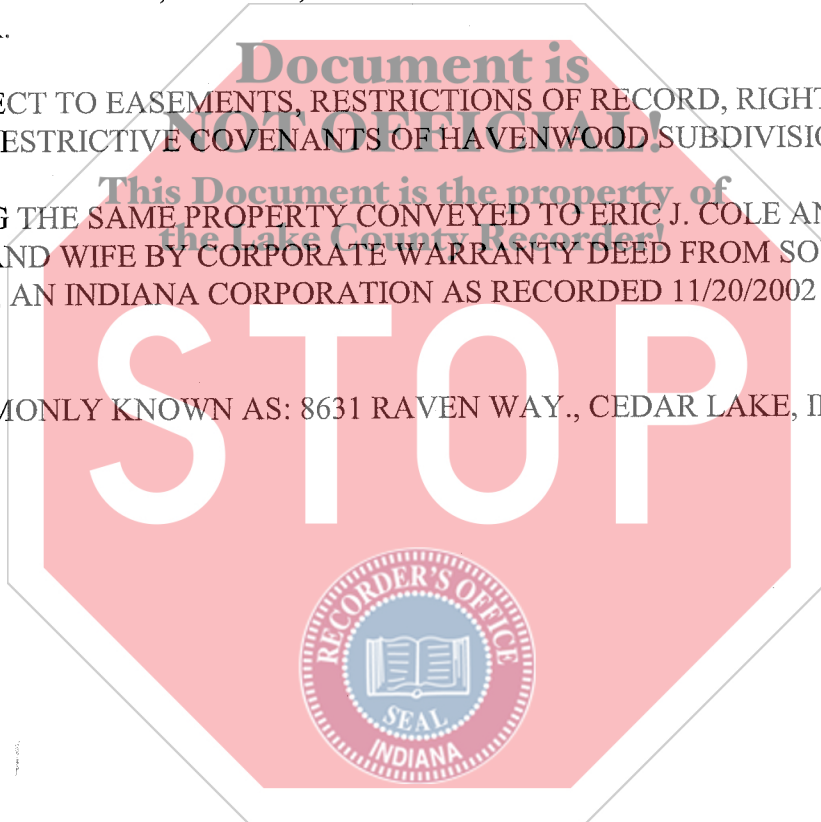 Document is
ECT TO EASEMENTS, RESTRICTIONS OF RECORD, RIGHT
NOT OFFICIAL!
ESTRICTIVE COVENANTS OF HAVENWOOD SUBDIVISI
This Document is the property of
G THE SAME PROPERTY CONVEYED TO ERIC J. COLE AN
the Lake County Recorder!
AND WIFE BY CORPORATE WARRANTY DEED FROM SO
AN INDIANA CORPORATION AS RECORDED 11/20/2002
STOP
MONLY KNOWN AS: 8631 RAVEN WAY., CEDAR LAKE, I
RECORDER'S OFFICE
SEAL
INDIANA